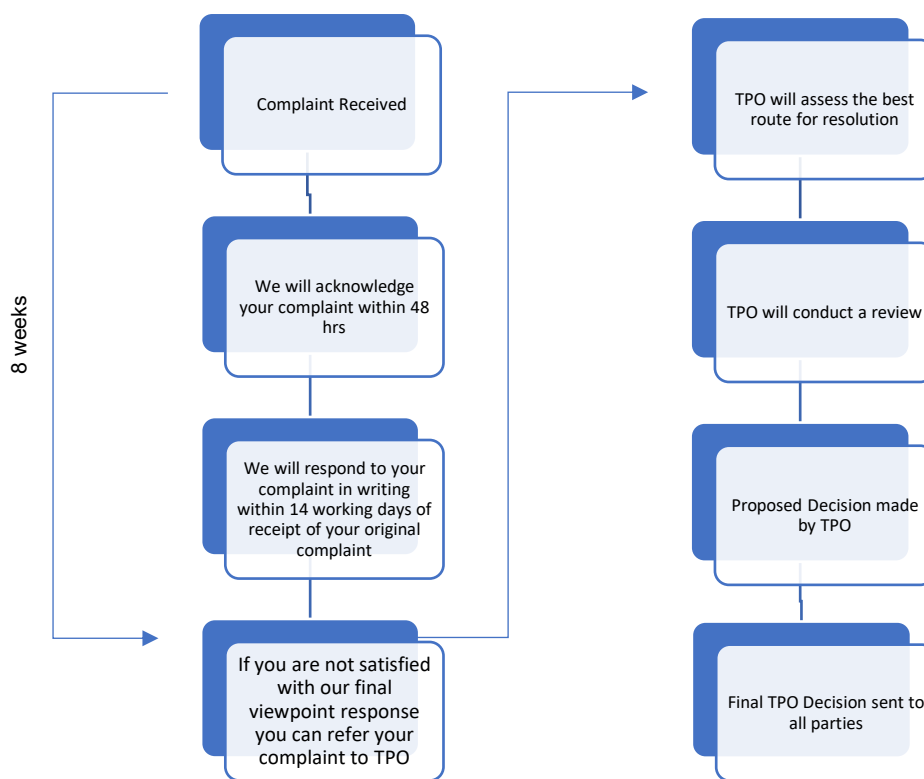 Complaint Received
We will acknowledge
your complaint within 48
hrs
8 weeks
We will respond to your
complaint in writing
within 14 working days of
receipt of your original
complaint
If you are not satisfied
with our final
viewpoint response
you can refer your
complaint to TPO
TPO will assess the best
route for resolution
TPO will conduct a review
Proposed Decision made
by TPO
Final TPO Decision sent to
all parties